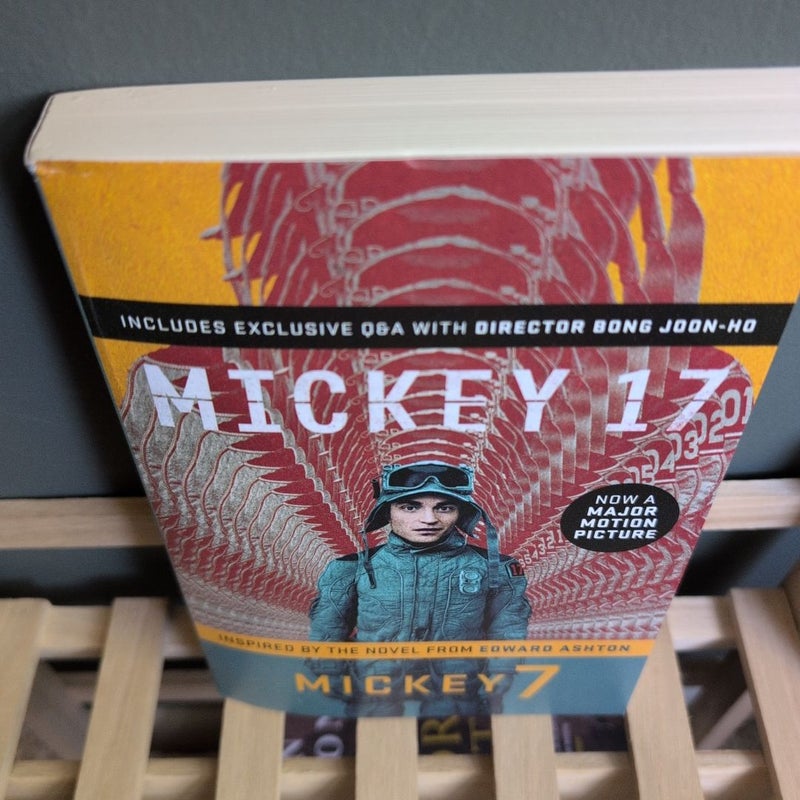 INCLUDES EXCLUSIVE Q&A WITH DIRECTOR BONG JOON-HO
MICKEY 17
NOW A
MAJOR
MOTION
PICTURE
INSPIRED BY THE NOVEL FROM EDWARD ASHTON
MICKEY7